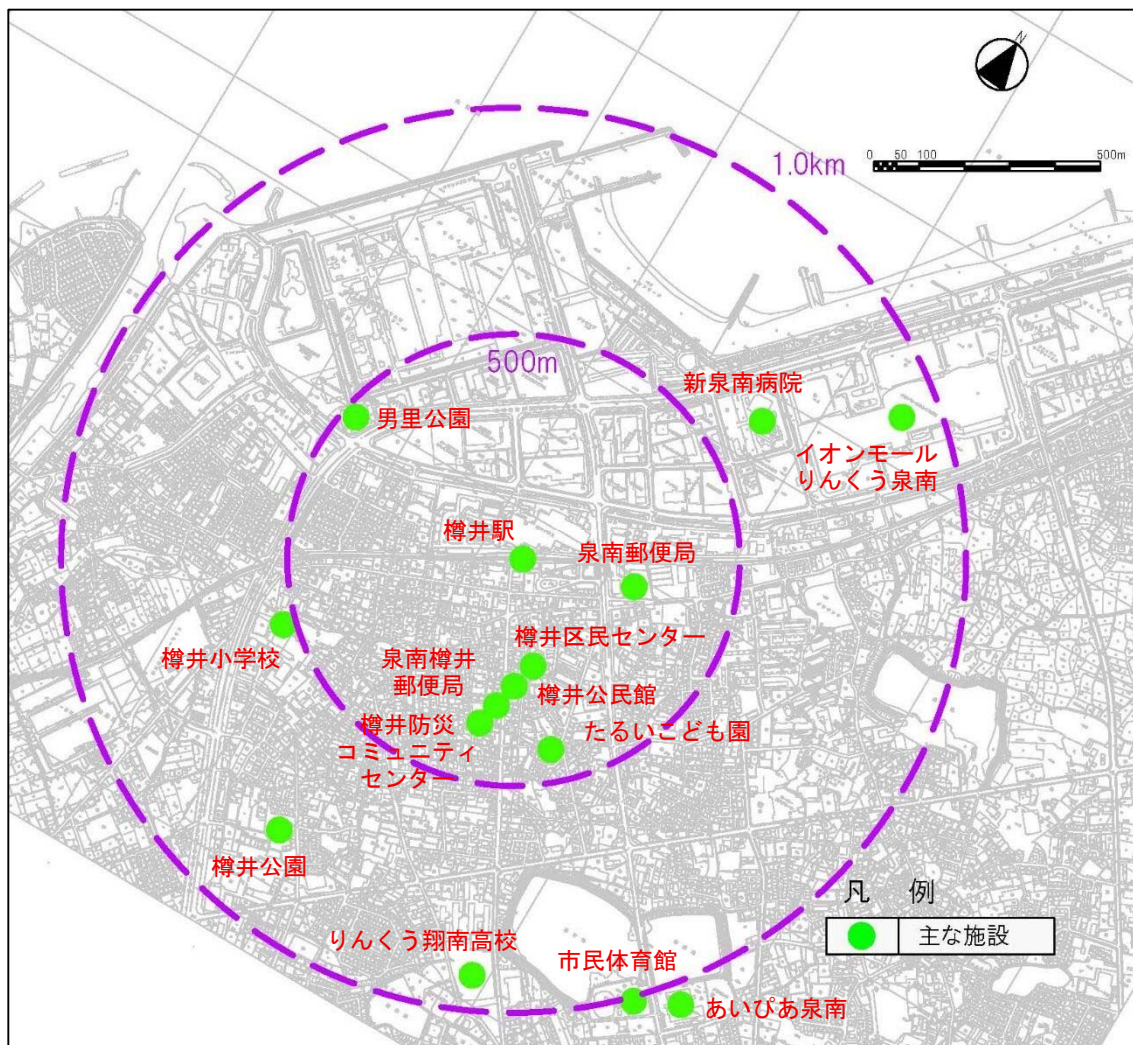 N
0 50 100 500m
1.0km
500m
新泉南病院
男里公園
イオンモール
りんくう泉南
樽井駅
泉南郵便局
樽井区民センター
樽井小学校
泉南樽井
郵便局
樽井公民館
樽井防災
コミュニティ
センター
たるいこども園
樽井公園
凡 例
主な施設
りんくう翔南高校
市民体育館
あいぴあ泉南